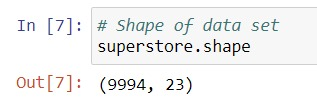 In [7]: # Shape of data set
superstore.shape
Out[7]: (9994, 23)